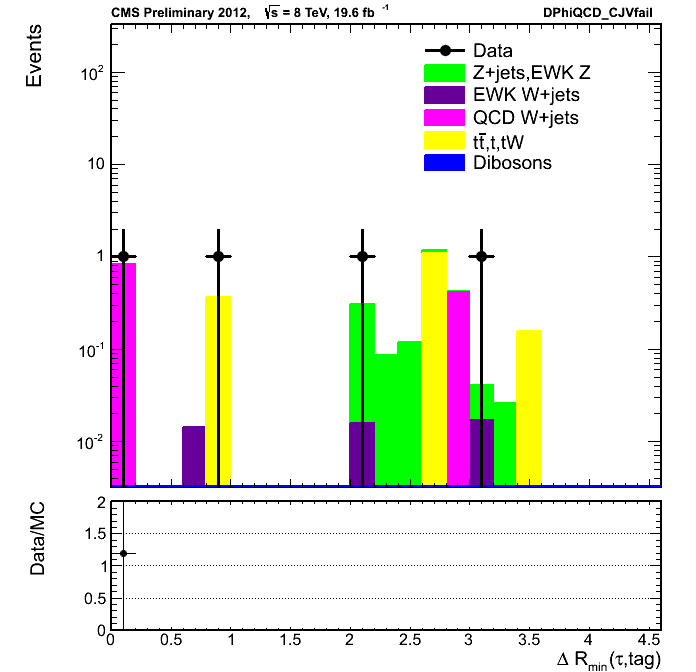 CMS Preliminary 2012, √s = 8 TeV, 19.6 fb⁻¹ DPhiQCD_CJVfail
Events
Data
Z+jets,EWK Z
EWK W+jets
QCD W+jets
tt̅,t,tW
Dibosons
10²
10
1
10⁻¹
10⁻²
Data/MC
2
1.5
1
0.5
0
0 0.5 1 1.5 2 2.5 3 3.5 4 4.5
Δ R_min(τ,tag)